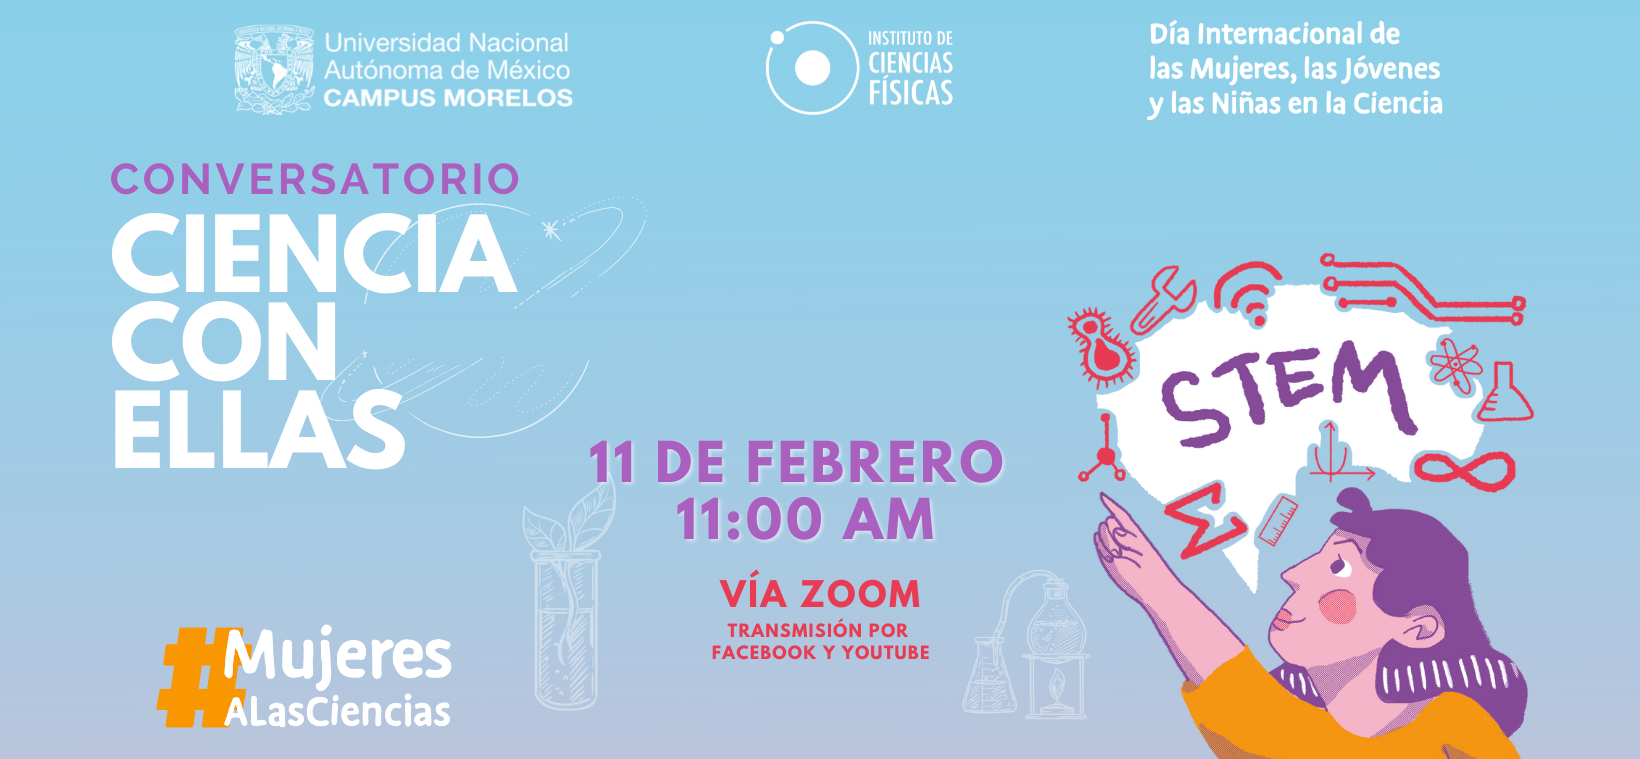 Universidad Nacional
Autónoma de México
CAMPUS MORELOS
INSTITUTO DE
CIENCIAS
FÍSICAS
Día Internacional de
las Mujeres, las Jóvenes
y las Niñas en la Ciencia
CONVERSATORIO
CIENCIA
CON
ELLAS
STEM
11 DE FEBRERO
11:00 AM
VÍA ZOOM
TRANSMISIÓN POR
FACEBOOK Y YOUTUBE
#Mujeres
ALasCiencias